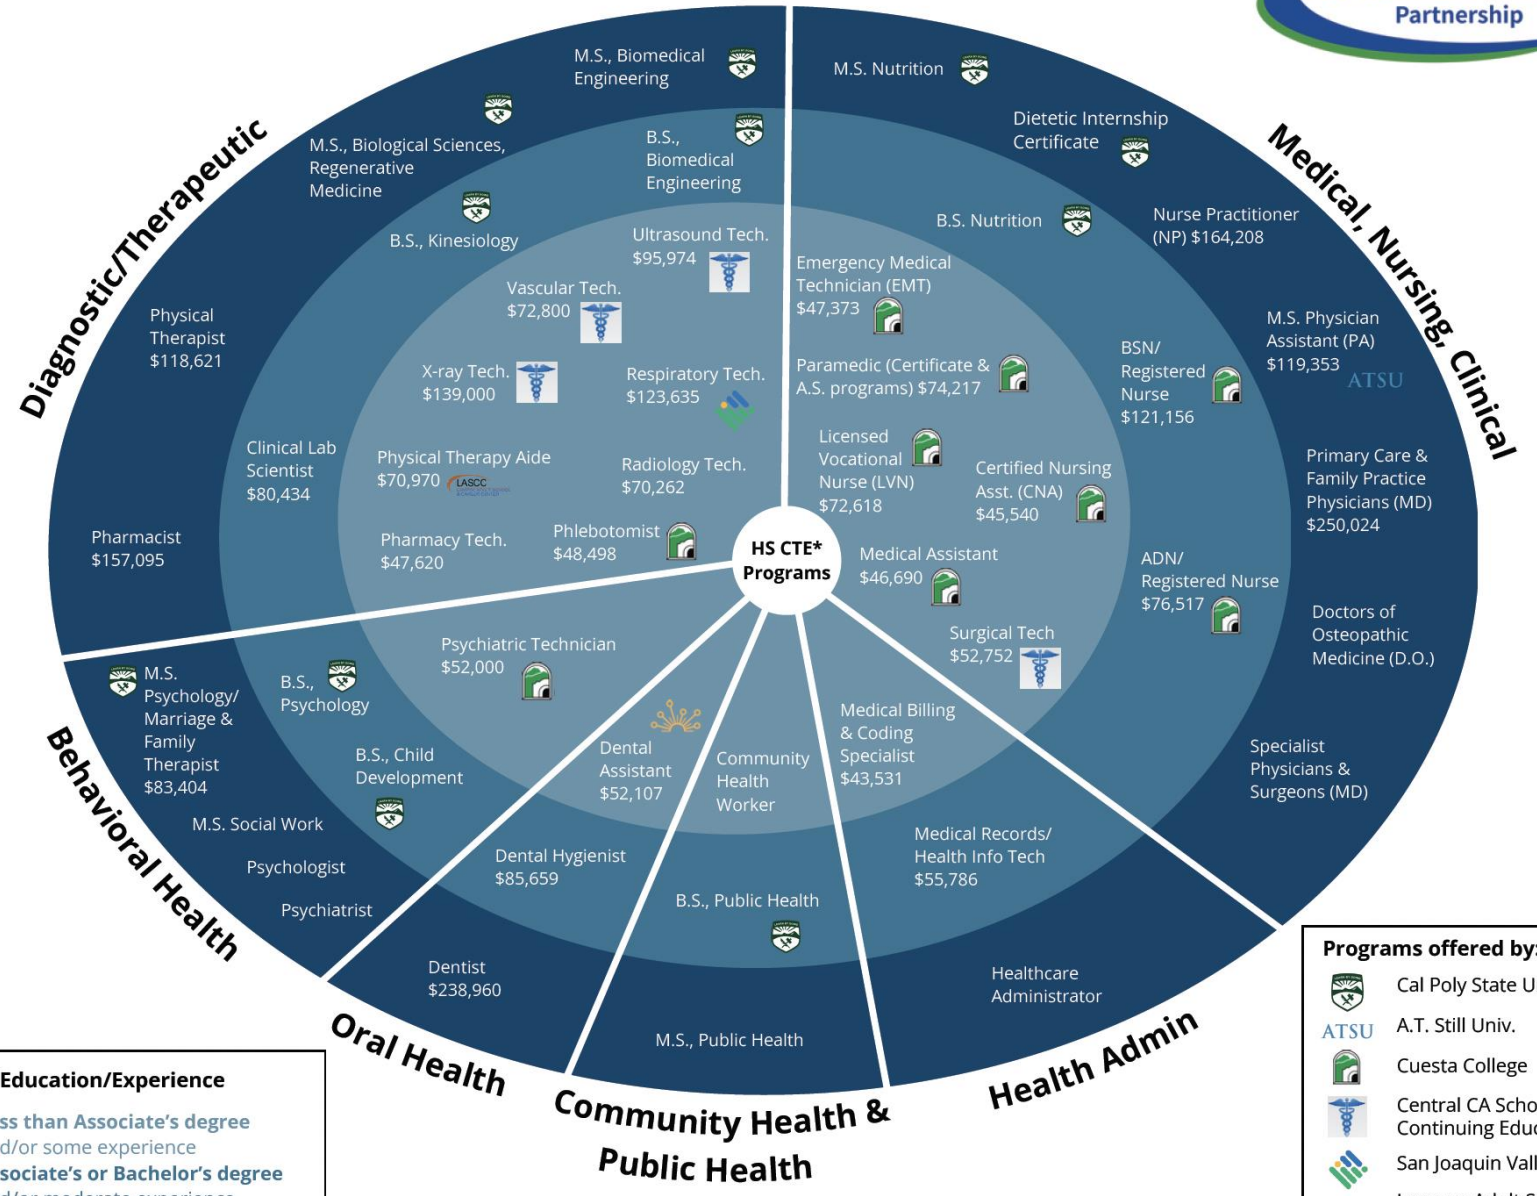 Partnership
Diagnostic/Therapeutic
M.S., Biomedical
Engineering
M.S., Biological Sciences,
Regenerative
Medicine
B.S.,
Biomedical
Engineering
B.S., Kinesiology
Ultrasound Tech.
$95,974
Vascular Tech.
$72,800
Physical
Therapist
$118,621
X-ray Tech.
$139,000
Respiratory Tech.
$123,635
Clinical Lab
Scientist
$80,434
Physical Therapy Aide
$70,970
LASCC
Radiology Tech.
$70,262
Pharmacist
$157,095
Pharmacy Tech.
$47,620
Phlebotomist
$48,498
HS CTE*
Programs
Medical, Nursing, Clinical
M.S. Nutrition
Dietetic Internship
Certificate
B.S. Nutrition
Nurse Practitioner
(NP) $164,208
Emergency Medical
Technician (EMT)
$47,373
M.S. Physician
Assistant (PA)
$119,353
ATSU
BSN/
Registered
Nurse
$121,156
Paramedic (Certificate &
A.S. programs) $74,217
Licensed
Vocational
Nurse (LVN)
$72,618
Certified Nursing
Asst. (CNA)
$45,540
Primary Care &
Family Practice
Physicians (MD)
$250,024
Medical Assistant
$46,690
ADN/
Registered Nurse
$76,517
Doctors of
Osteopathic
Medicine (D.O.)
Surgical Tech
$52,752
Specialist
Physicians &
Surgeons (MD)
Behavioral Health
Psychiatric Technician
$52,000
M.S.
Psychology/
Marriage &
Family
Therapist
$83,404
B.S.,
Psychology
B.S., Child
Development
M.S. Social Work
Psychologist
Psychiatrist
Oral Health
Dental
Assistant
$52,107
Dental Hygienist
$85,659
Dentist
$238,960
Community Health &
Public Health
Community
Health
Worker
B.S., Public Health
M.S., Public Health
Health Admin
Medical Billing
& Coding
Specialist
$43,531
Medical Records/
Health Info Tech
$55,786
Healthcare
Administrator
Education/Experience
ss than Associate's degree
d/or some experience
sociate's or Bachelor's degree
Programs offered by:
Cal Poly State U
ATSU
A.T. Still Univ.
Cuesta College
Central CA Scho
Continuing Educ
San Joaquin Vall